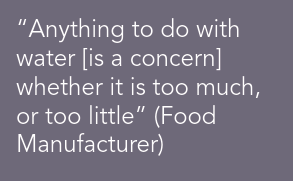 “Anything to do with
water [is a concern]
whether it is too much,
or too little” (Food
Manufacturer)